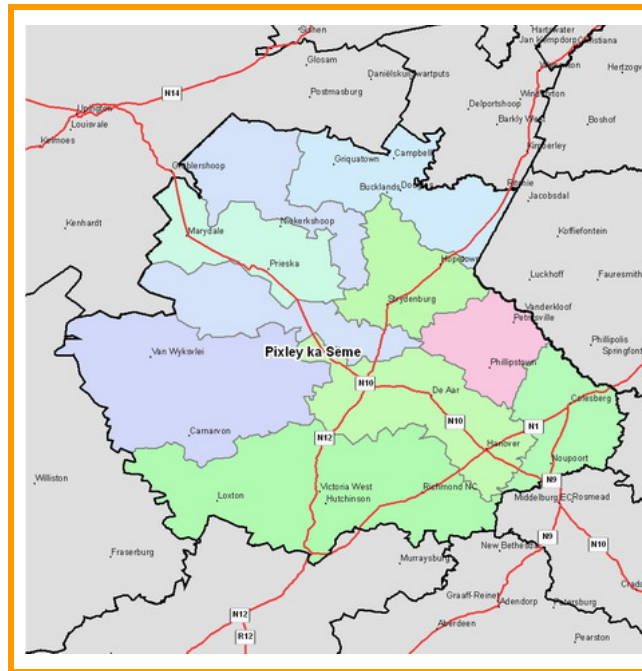 Sishen
Hartswater
Jan Kempdorp
Christiana
Glosam
Daniëlskuil
Hertzogv
N14
Postmasburg
Windsorton
Upington
Delportshoop
Louisvale
Barkly West
Boshof
Keimoes
Kimberley
Campbell
Groblershoop
Griquatown
Bucklands
Ritchie
Jacobsdal
Kenhardt
Niekerkshoop
Marydale
Koffiefontein
Prieska
Hopetown
Luckhoff
Fauresmith
Strydenburg
Vanderkloof
Petrusville
Philippolis
Van Wyksvlei
Pixley ka Seme
Springfont
Phillipstown
N10
De Aar
Colesberg
N10
N1
Carnarvon
N12
Hanover
Noupoort
Williston
Victoria West
Richmond NC
N9
Loxton
Hutchinson
Middelburg EC
Rosmead
N9
N10
Fraserburg
New Bethesda
Murraysburg
Cradoc
Graaff-Reinet
Adendorp
N12
Aberdeen
R12
Pearston